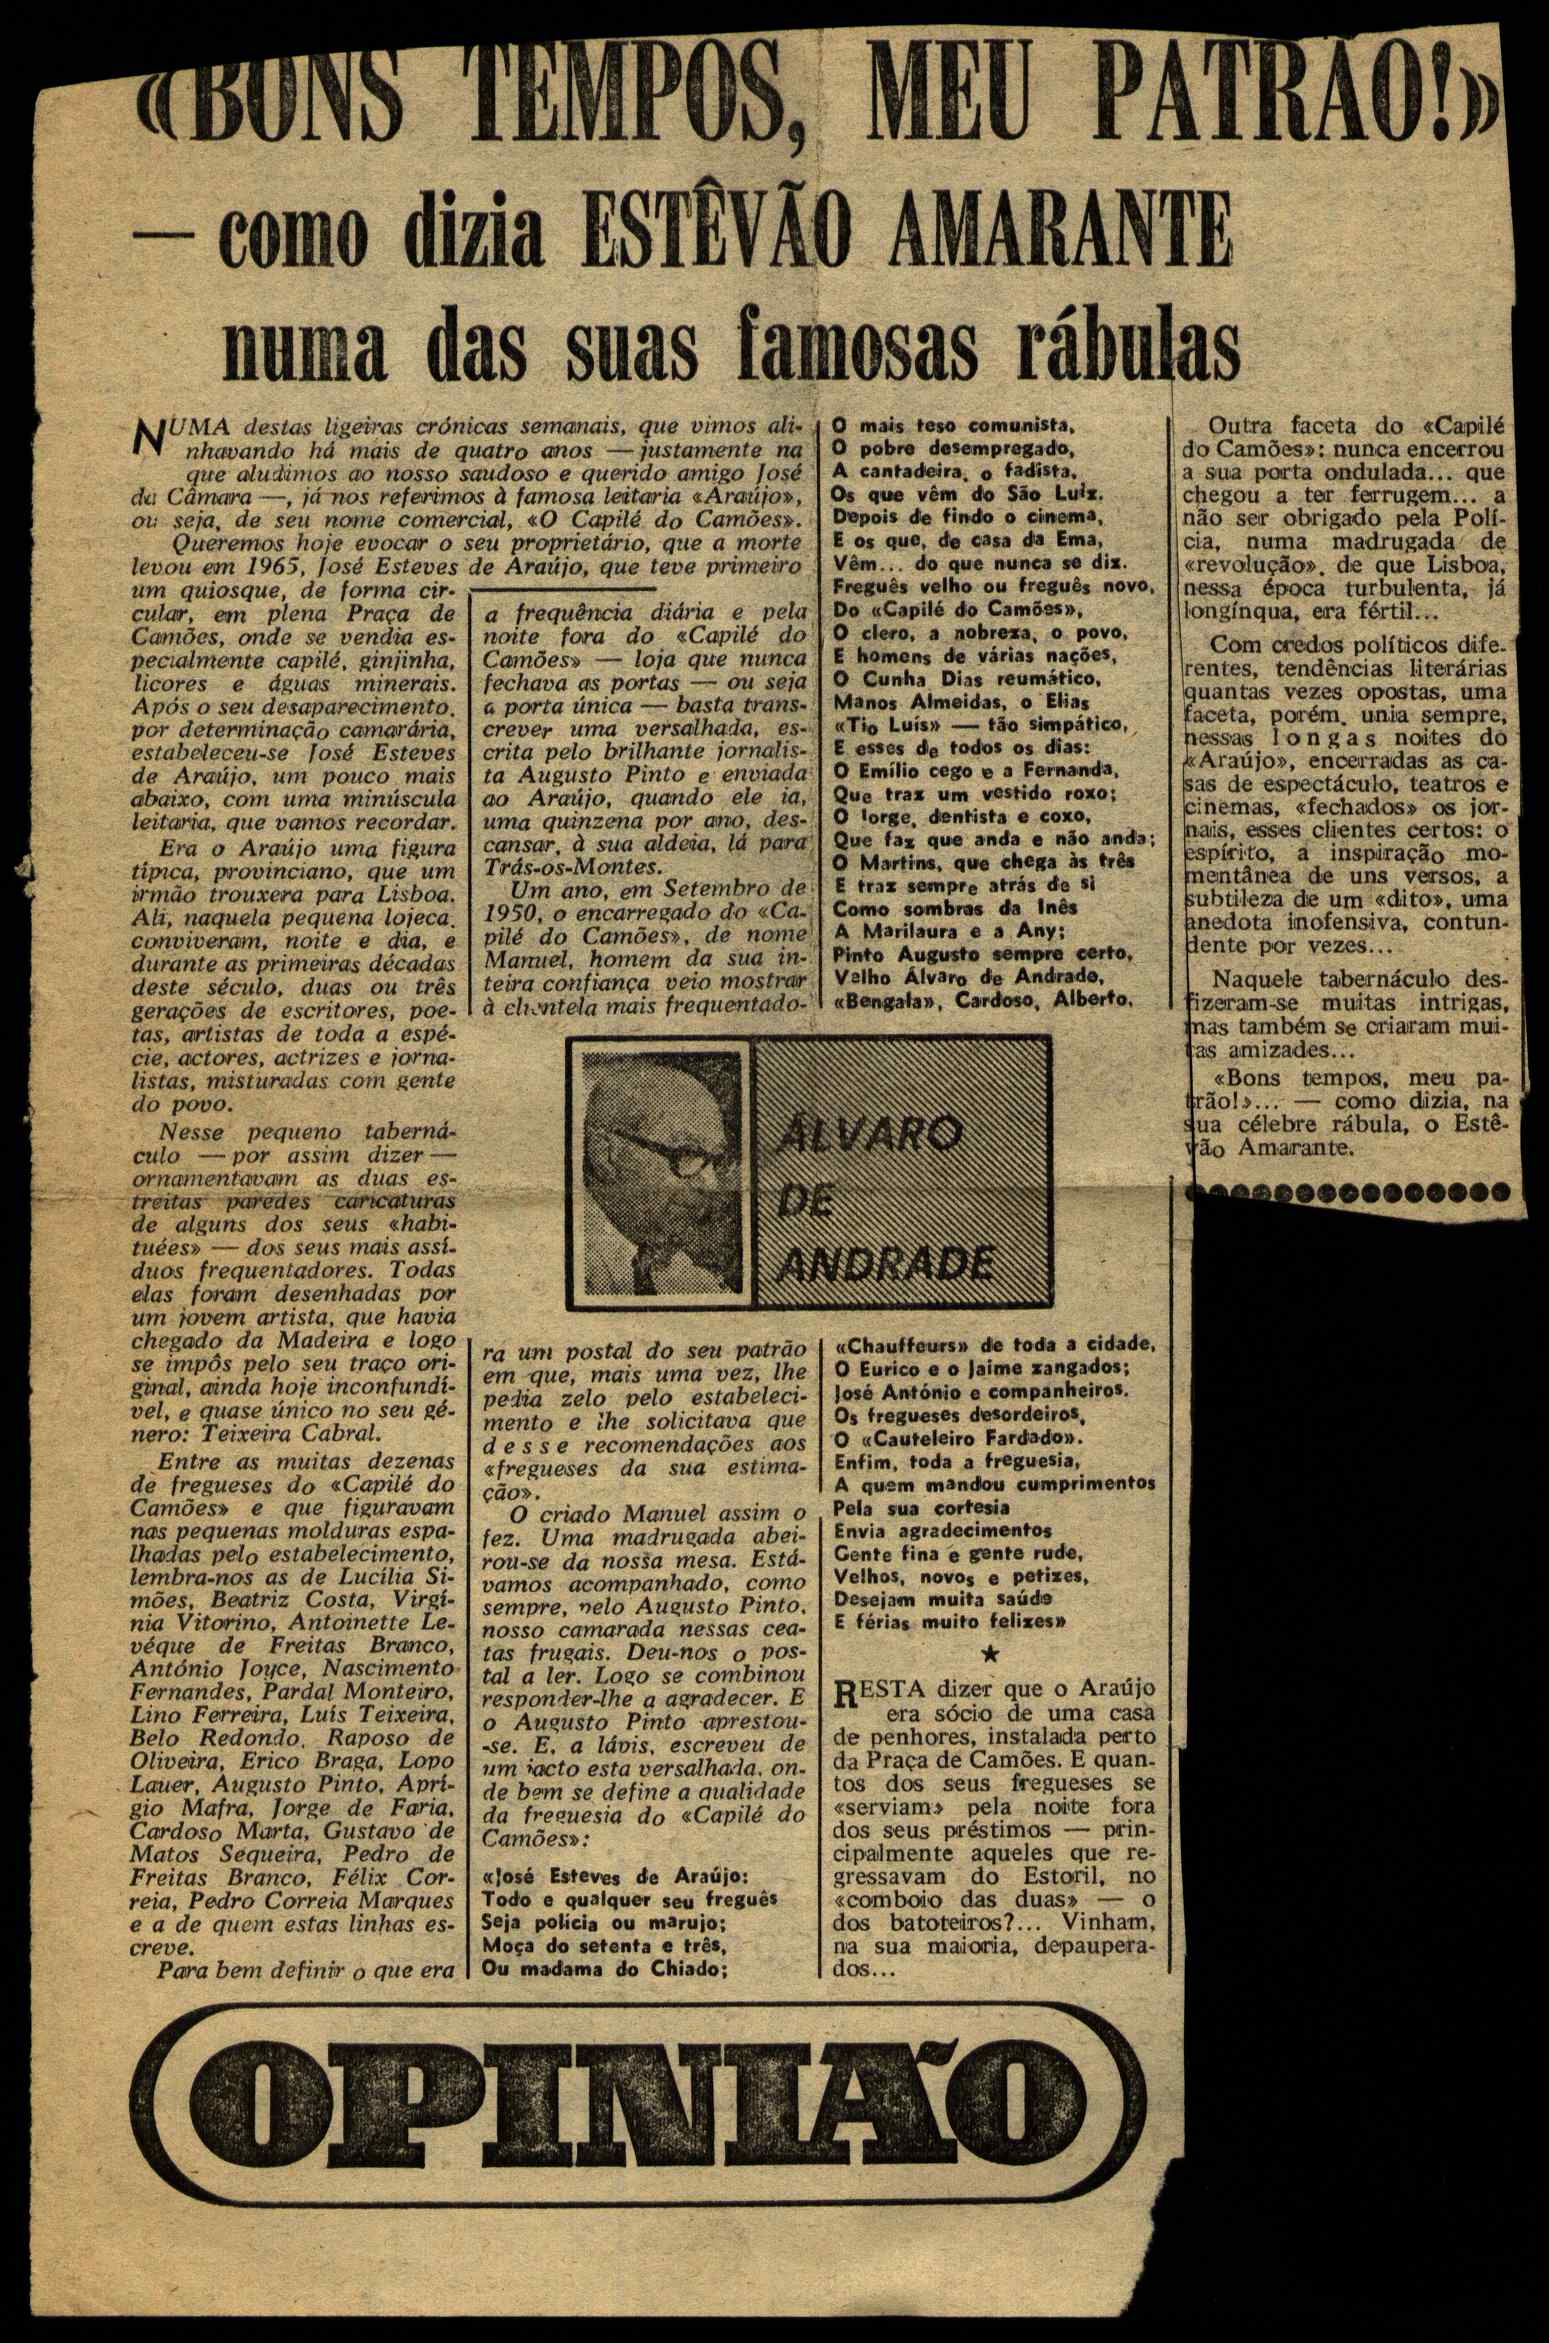 «BONS TEMPOS, MEU PATRÃO!»
— como dizia ESTÊVÃO AMARANTE
numa das suas famosas rábulas
NUMA destas ligeiras crónicas semanais, que vimos ali-
nhavando há mais de quatro anos — justamente na
que aludimos ao nosso saudoso e querido amigo José
da Câmara —, já nos referimos à famosa leitaria «Araújo»,
ou seja, de seu nome comercial, «O Capilé do Camões».
Queremos hoje evocar o seu proprietário, que a morte
levou em 1965, José Esteves de Araújo, que teve primeiro
um quiosque, de forma cir-
cular, em plena Praça de
Camões, onde se vendia es-
pecialmente capilé, ginjinha,
licores e águas minerais.
Após o seu desaparecimento,
por determinação camarária,
estabeleceu-se José Esteves
de Araújo, um pouco mais
abaixo, com uma minúscula
leitaria, que vamos recordar.
Era o Araújo uma figura
típica, provinciano, que um
irmão trouxera para Lisboa.
Ali, naquela pequena lojeca,
conviveram, noite e dia, e
durante as primeiras décadas
deste século, duas ou três
gerações de escritores, poe-
tas, artistas de toda a espé-
cie, actores, actrizes e jorna-
listas, misturadas com gente
do povo.
Nesse pequeno taberná-
culo — por assim dizer —
ornamentavam as duas es-
treitas paredes caricaturas
de alguns dos seus «habi-
tuées» — dos seus mais assí-
duos frequentadores. Todas
elas foram desenhadas por
um jovem artista, que havia
chegado da Madeira e logo
se impôs pelo seu traço ori-
ginal, ainda hoje inconfundí-
vel, e quase único no seu gé-
nero: Teixeira Cabral.
Entre as muitas dezenas
de fregueses do «Capilé do
Camões» e que figuravam
nas pequenas molduras espa-
lhadas pelo estabelecimento,
lembra-nos as de Lucília Si-
mões, Beatriz Costa, Virgí-
nia Vitorino, Antoinette Le-
véque de Freitas Branco,
António Joyce, Nascimento
Fernandes, Pardal Monteiro,
Lino Ferreira, Luís Teixeira,
Belo Redondo, Raposo de
Oliveira, Erico Braga, Lopo
Lauer, Augusto Pinto, Aprí-
gio Mafra, Jorge de Faria,
Cardoso Marta, Gustavo de
Matos Sequeira, Pedro de
Freitas Branco, Félix Cor-
reia, Pedro Correia Marques
e a de quem estas linhas es-
creve.
Para bem definir o que era
a frequência diária e pela
noite fora do «Capilé do
Camões» — loja que nunca
fechava as portas — ou seja
a porta única — basta trans-
crever uma versalhada, es-
crita pelo brilhante jornalis-
ta Augusto Pinto e enviada
ao Araújo, quando ele ia,
uma quinzena por ano, des-
cansar, à sua aldeia, lá para
Trás-os-Montes.
Um ano, em Setembro de
1950, o encarregado do «Ca-
pilé do Camões», de nome
Manuel, homem da sua in-
teira confiança, veio mostrar
à clientela mais frequentado-
ra um postal do seu patrão
em que, mais uma vez, lhe
pedia zelo pelo estabeleci-
mento e lhe solicitava que
desse recomendações aos
«fregueses da sua estima-
ção».
O criado Manuel assim o
fez. Uma madrugada abei-
rou-se da nossa mesa. Está-
vamos acompanhado, como
sempre, pelo Augusto Pinto,
nosso camarada nessas cea-
tas frugais. Deu-nos o pos-
tal a ler. Logo se combinou
responder-lhe a agradecer. E
o Augusto Pinto aprestou-
-se. E, a lápis, escreveu de
um jacto esta versalhada, on-
de bem se define a qualidade
da freguesia do «Capilé do
Camões»:
«José Esteves de Araújo:
Todo e qualquer seu freguês
Seja polícia ou marujo;
Moça do setenta e três,
Ou madama do Chiado;
O mais teso comunista,
O pobre desempregado,
A cantadeira, o fadista,
Os que vêm do São Luiz.
Depois de findo o cinema,
E os que, de casa da Ema,
Vêm... do que nunca se diz.
Freguês velho ou freguês novo,
Do «Capilé do Camões»,
O clero, a nobreza, o povo,
E homens de várias nações,
O Cunha Dias reumático,
Manos Almeidas, o Elias
«Tio Luís» — tão simpático,
E esses de todos os dias:
O Emílio cego e a Fernanda,
Que traz um vestido roxo;
O Jorge, dentista e coxo,
Que faz que anda e não anda;
O Martins, que chega às três
E traz sempre atrás de si
Como sombras da Inês
A Marilaura e a Any;
Pinto Augusto sempre certo,
Velho Álvaro de Andrade,
«Bengala», Cardoso, Alberto,
ÁLVARO
DE
ANDRADE
«Chauffeurs» de toda a cidade,
O Eurico e o Jaime zangados;
José António e companheiros.
Os fregueses desordeiros,
O «Cauteleiro Fardado».
Enfim, toda a freguesia,
A quem mandou cumprimentos
Pela sua cortesia
Envia agradecimentos
Gente fina e gente rude,
Velhos, novos e petizes,
Desejam muita saúde
E férias muito felizes»
★
RESTA dizer que o Araújo
era sócio de uma casa
de penhores, instalada perto
da Praça de Camões. E quan-
tos dos seus fregueses se
«serviam» pela noite fora
dos seus préstimos — prin-
cipalmente aqueles que re-
gressavam do Estoril, no
«comboio das duas» — o
dos batoteiros?... Vinham,
na sua maioria, depaupera-
dos...
Outra faceta do «Capilé
do Camões»: nunca encerrou
a sua porta ondulada... que
chegou a ter ferrugem... a
não ser obrigado pela Polí-
cia, numa madrugada de
«revolução», de que Lisboa,
nessa época turbulenta, já
longínqua, era fértil...
Com credos políticos dife-
rentes, tendências literárias
quantas vezes opostas, uma
faceta, porém, unia sempre,
nessas longas noites do
«Araújo», encerradas as ca-
sas de espectáculo, teatros e
cinemas, «fechados» os jor-
nais, esses clientes certos: o
espírito, a inspiração mo-
mentânea de uns versos, a
subtileza de um «dito», uma
anedota inofensiva, contun-
dente por vezes...
Naquele tabernáculo des-
fizeram-se muitas intrigas,
mas também se criaram mui-
tas amizades...
«Bons tempos, meu pa-
trão!»... — como dizia, na
sua célebre rábula, o Estê-
vão Amarante.
OPINIÃO